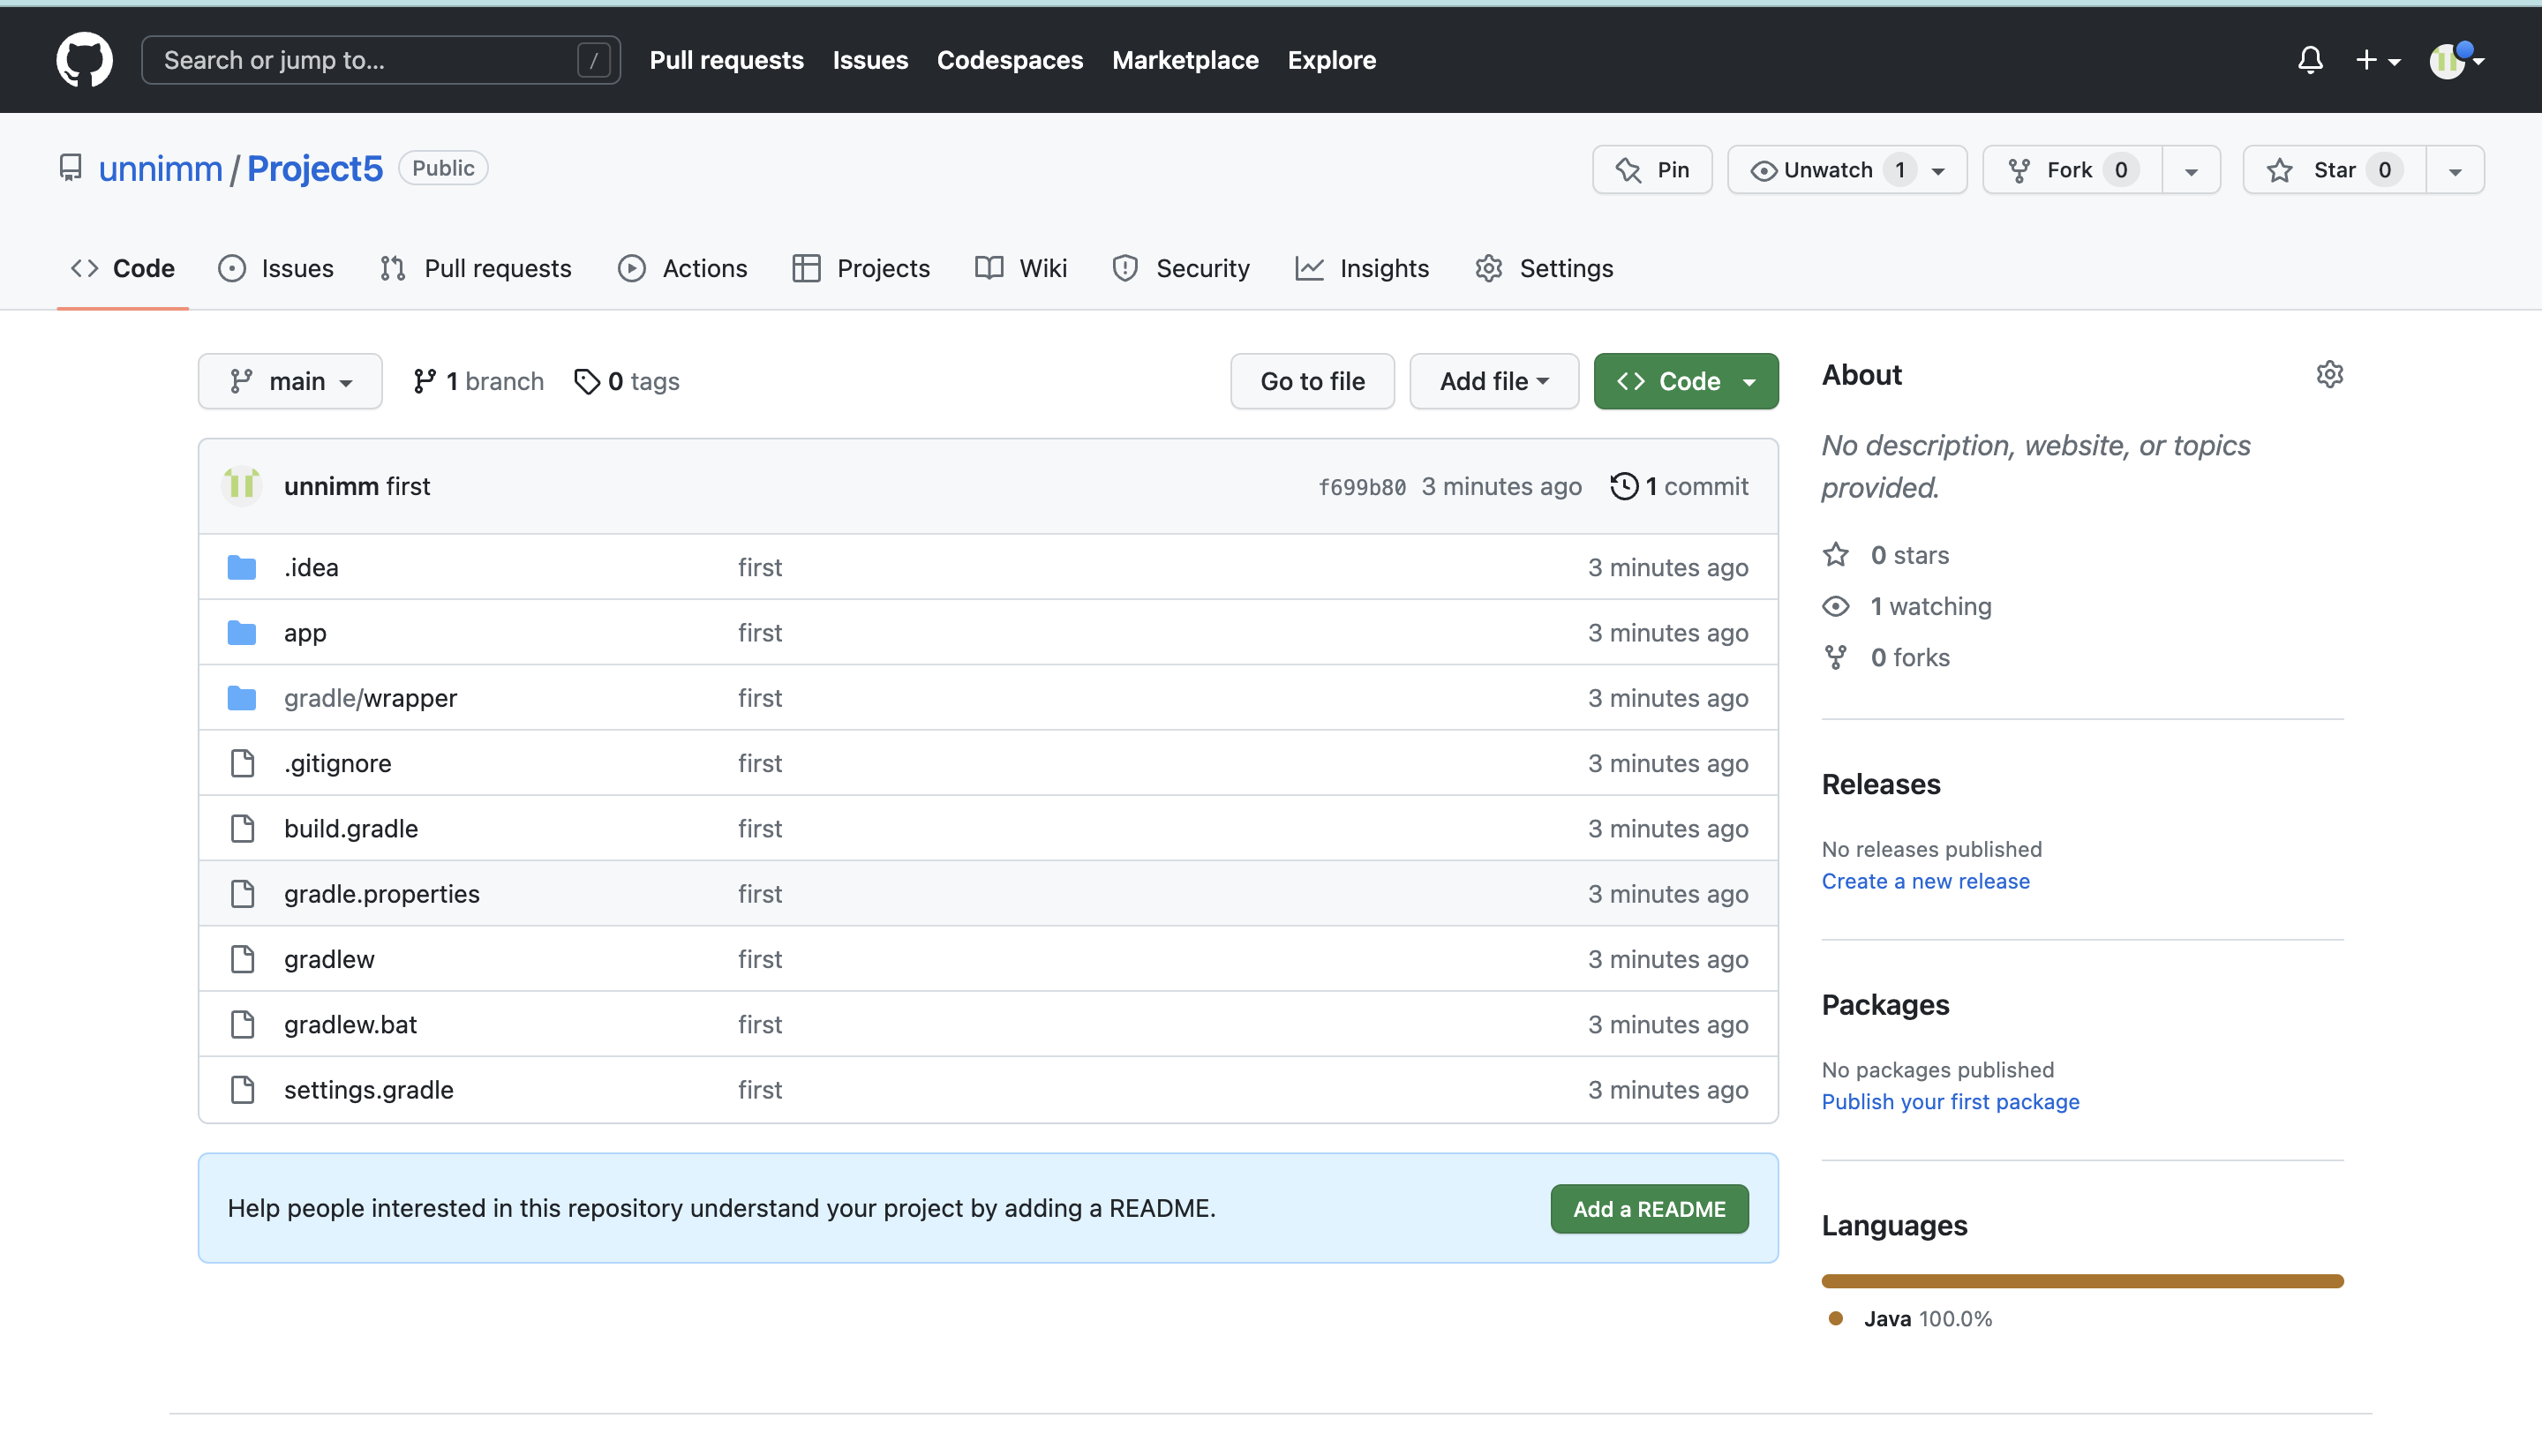 Search or jump to... /
Pull requests Issues Codespaces Marketplace Explore
unnimm / Project5 Public
Pin Unwatch 1 Fork 0 Star 0
Code Issues Pull requests Actions Projects Wiki Security Insights Settings
main 1 branch 0 tags Go to file Add file Code
unnimm first f699b80 3 minutes ago 1 commit
.idea first 3 minutes ago
app first 3 minutes ago
gradle/wrapper first 3 minutes ago
.gitignore first 3 minutes ago
build.gradle first 3 minutes ago
gradle.properties first 3 minutes ago
gradlew first 3 minutes ago
gradlew.bat first 3 minutes ago
settings.gradle first 3 minutes ago
Help people interested in this repository understand your project by adding a README. Add a README
About
No description, website, or topics
provided.
0 stars
1 watching
0 forks
Releases
No releases published
Create a new release
Packages
No packages published
Publish your first package
Languages
Java 100.0%